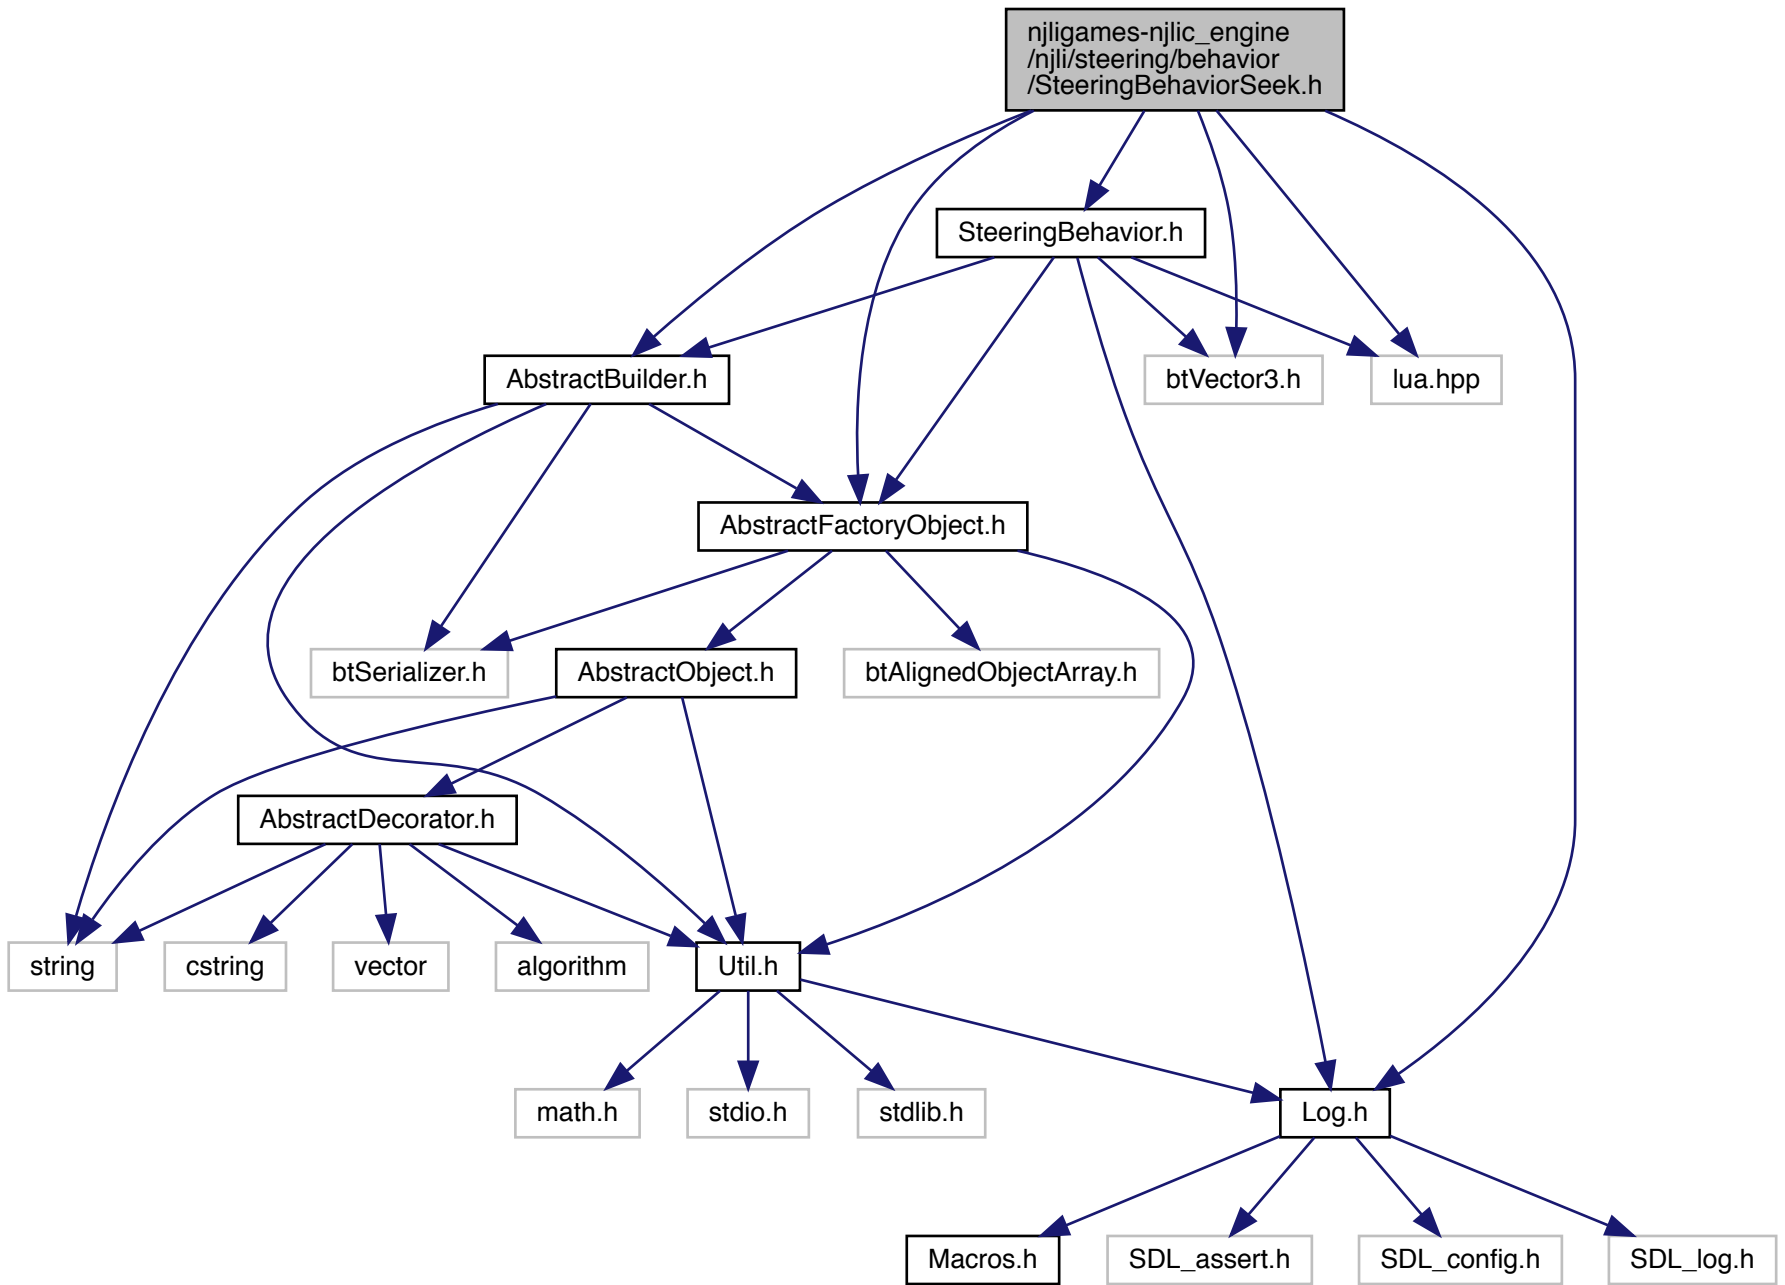 njligames-njlic_engine
/njli/steering/behavior
/SteeringBehaviorSeek.h
SteeringBehavior.h
AbstractBuilder.h
btVector3.h
lua.hpp
AbstractFactoryObject.h
btSerializer.h
AbstractObject.h
btAlignedObjectArray.h
AbstractDecorator.h
string
cstring
vector
algorithm
Util.h
math.h
stdio.h
stdlib.h
Log.h
Macros.h
SDL_assert.h
SDL_config.h
SDL_log.h